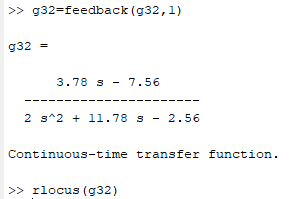 >> g32=feedback(g32,1)
g32 =
3.78 s - 7.56
----------------------
2 s^2 + 11.78 s - 2.56
Continuous-time transfer function.
>> rlocus(g32)